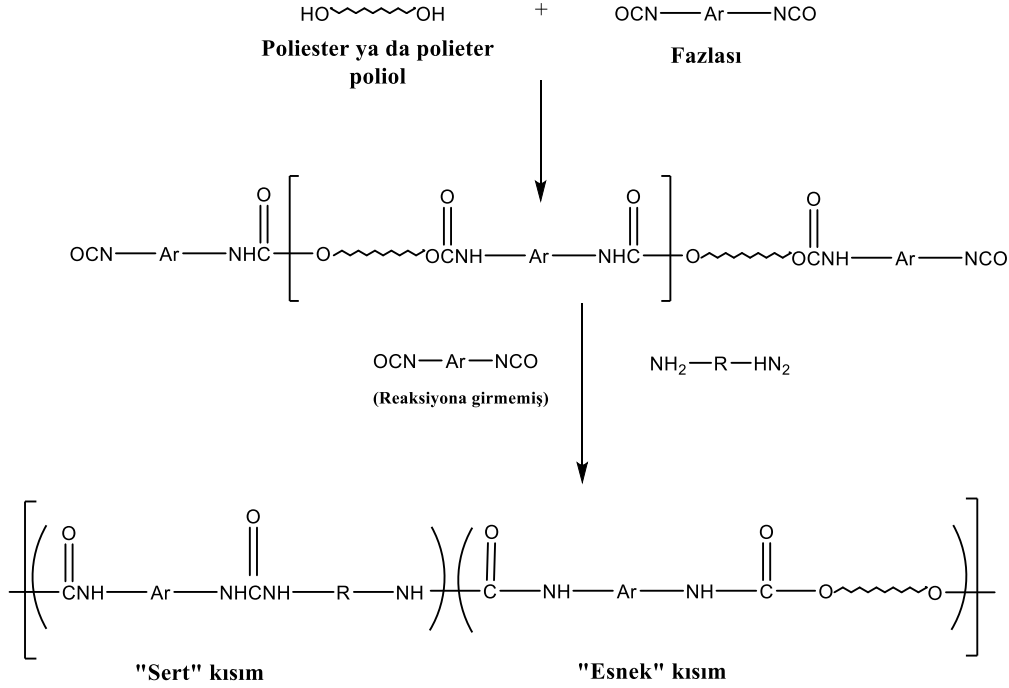 HO OH + OCN Ar NCO
Poliester ya da polieter
poliol
Fazlası
O O O O
OCN Ar NHC O OCNH Ar NHC O OCNH Ar NCO
OCN Ar NCO NH2 R HN2
(Reaksiyona girmemiş)
O O O O
CNH Ar NHCNH R NH C NH Ar NH C O O
"Sert" kısım "Esnek" kısım